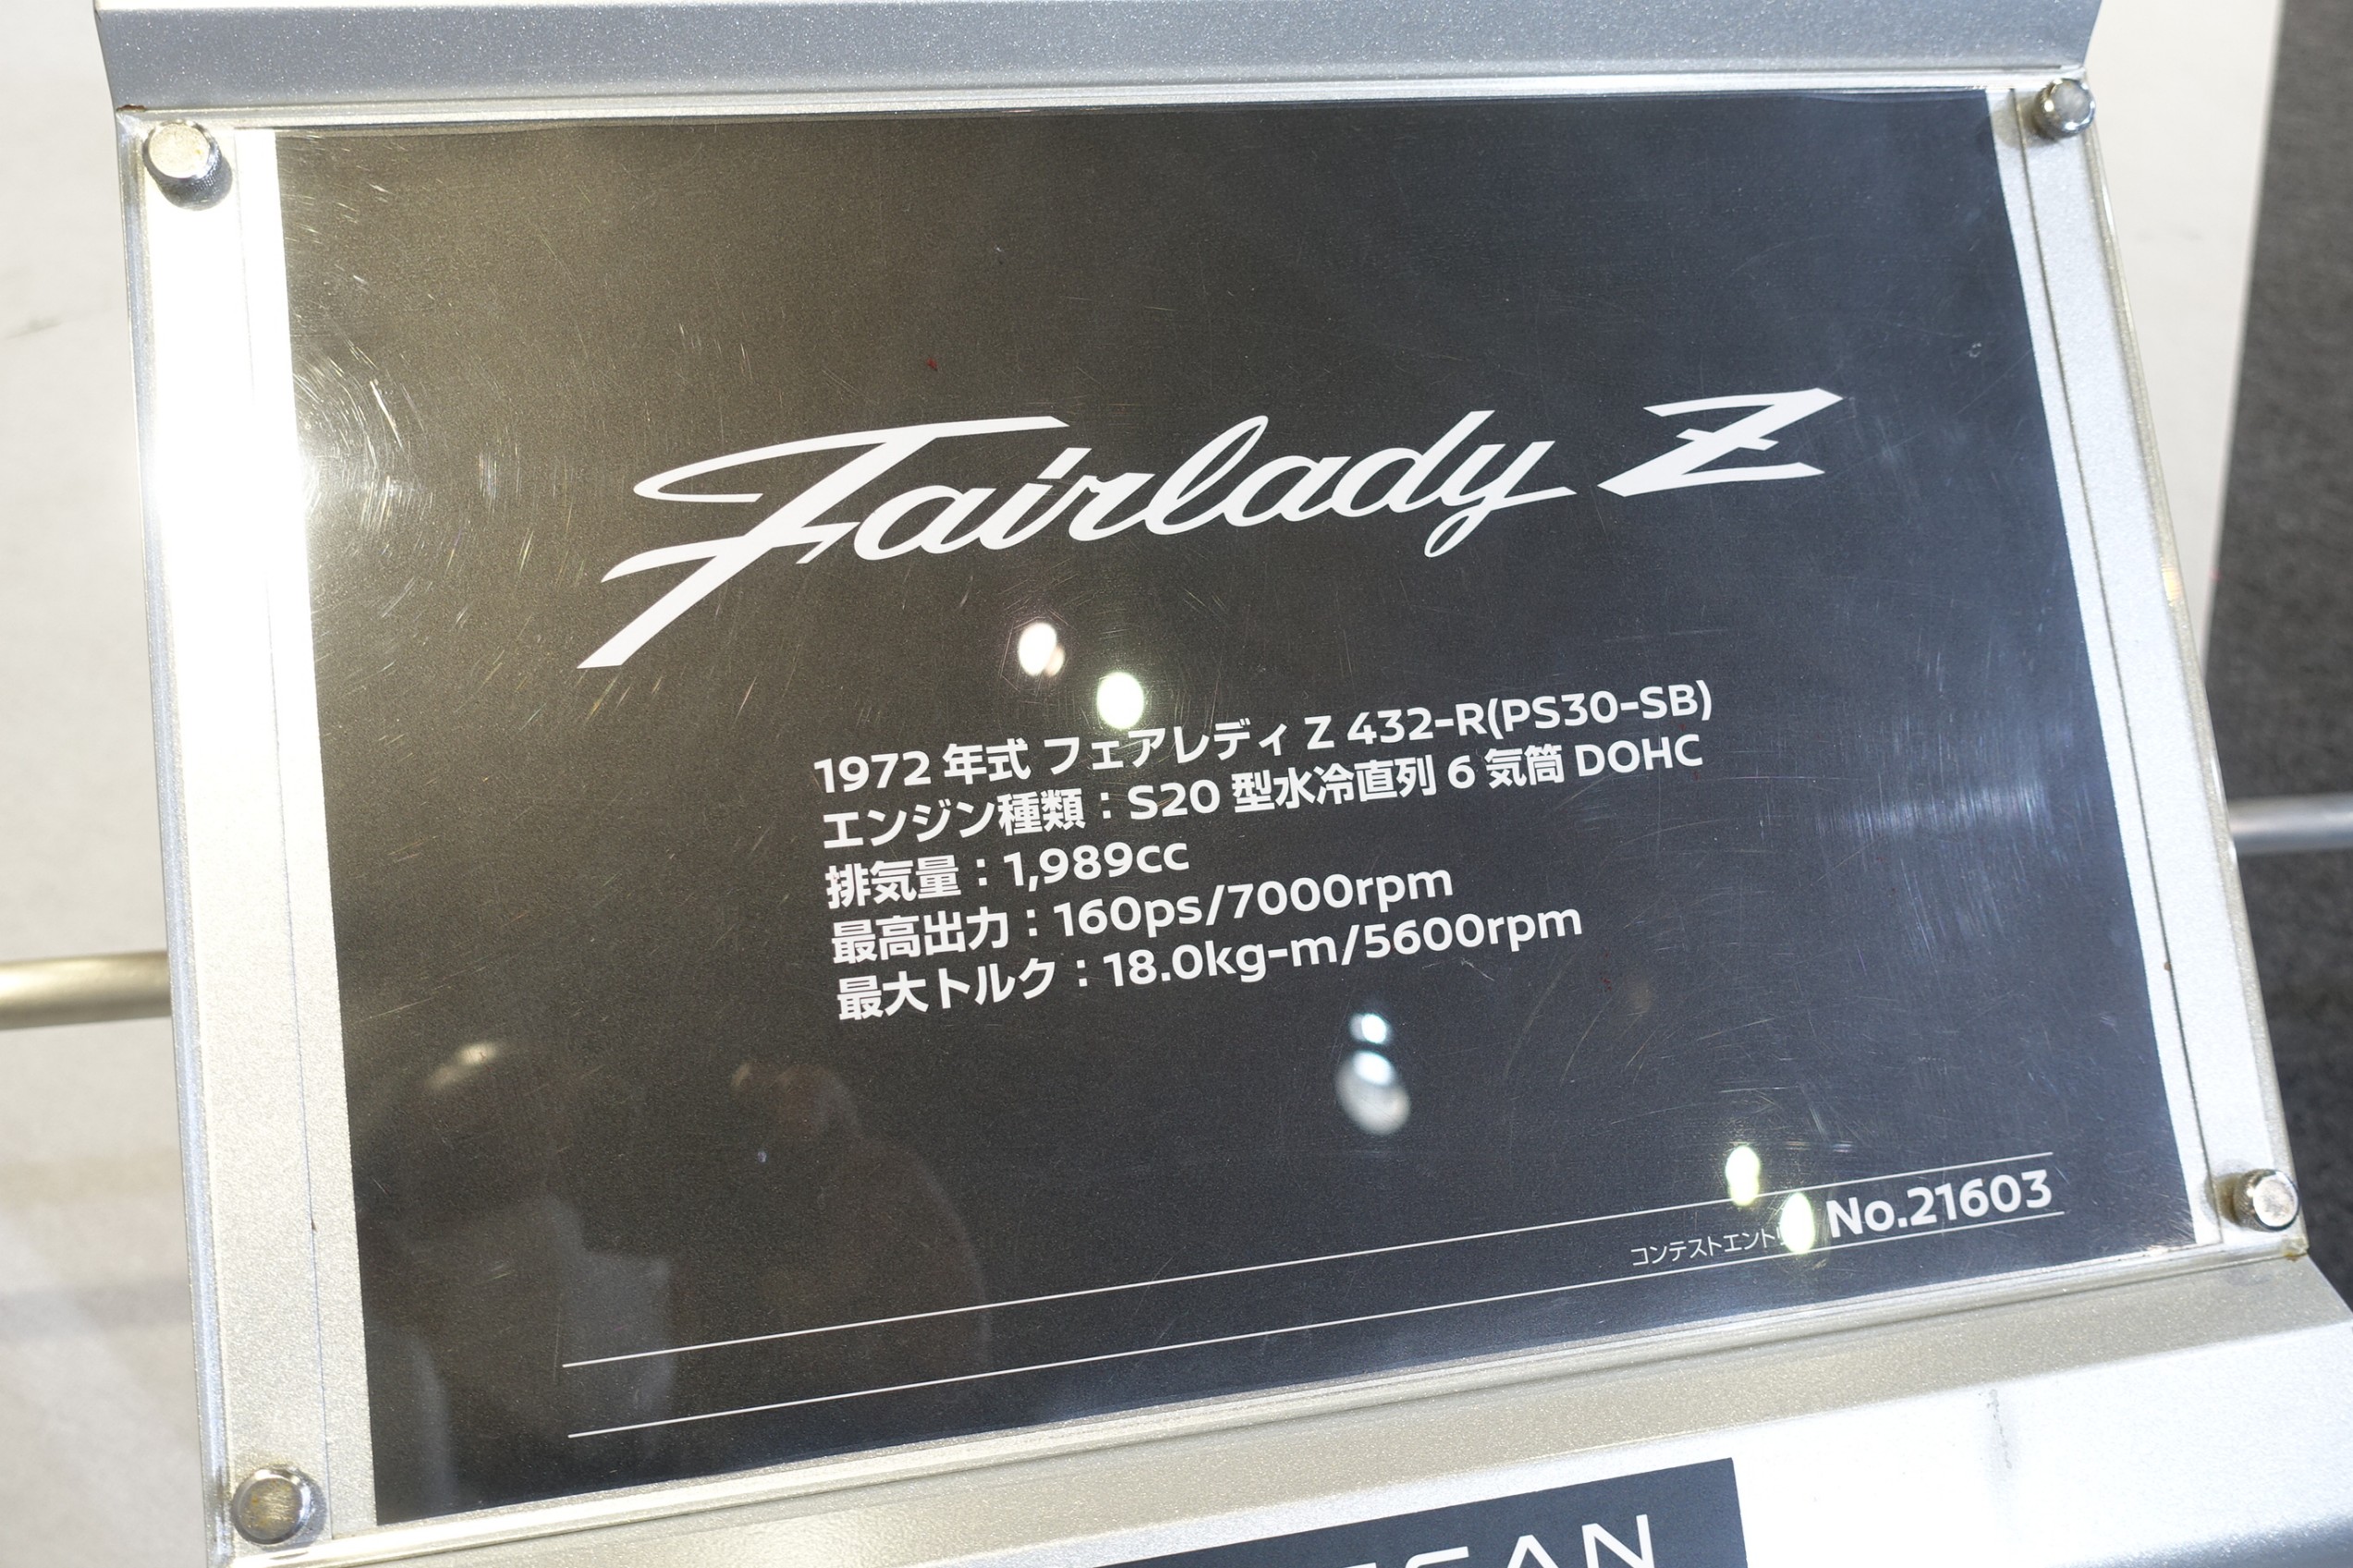 Fairlady Z
1972 年式 フェアレディ Z 432-R(PS30-SB)
エンジン種類：S20 型水冷直列 6 気筒 DOHC
排気量：1,989cc
最高出力：160ps/7000rpm
最大トルク：18.0kg-m/5600rpm
No.21603